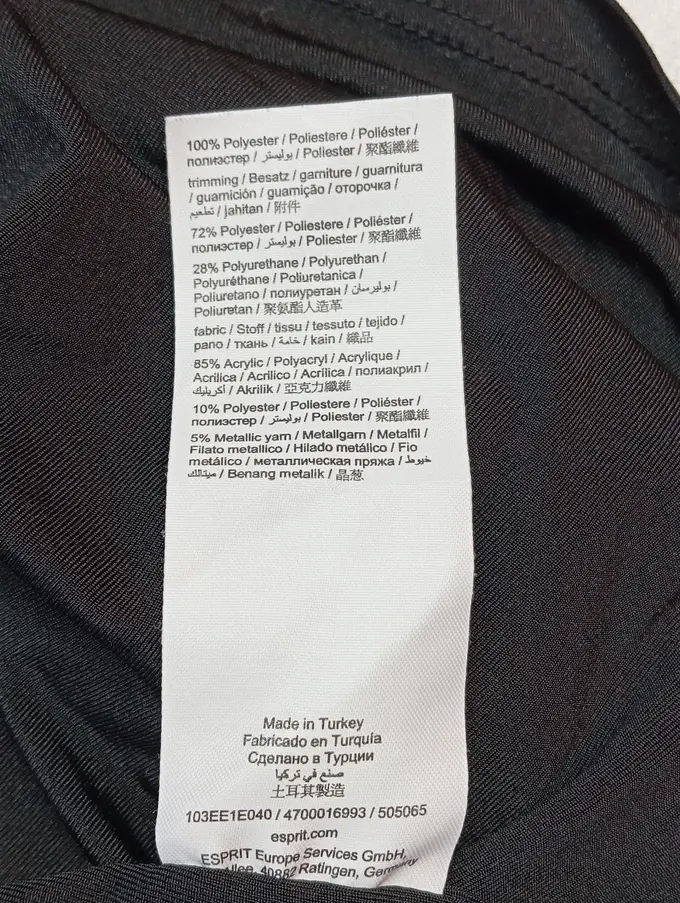 100% Polyester / Poliestere / Poliéster /
полиэстер / بوليستر / Poliester / 聚酯纖維
trimming / Besatz / garniture / guarnitura
/ guarnición / guarnição / оторочка /
تطعيم / jahitan / 附件
72% Polyester / Poliestere / Poliéster /
полиэстер / بوليستر / Poliester / 聚酯纖維
28% Polyurethane / Polyurethan /
Polyuréthane / Poliuretanica /
Poliuretano / полиуретан / بوليرسان /
Poliuretan / 聚氨酯人造革
fabric / Stoff / tissu / tessuto / tejido /
pano / ткань / خامة / kain / 織品
85% Acrylic / Polyacryl / Acrylique /
Acrilica / Acrílico / Acrílica / полиакрил /
أكريليك / Akrilik / 亞克力纖維
10% Polyester / Poliestere / Poliéster /
полиэстер / بوليستر / Poliester / 聚酯纖維
5% Metallic yarn / Metallgarn / Metalfil /
Filato metallico / Hilado metálico / Fio
metálico / металлическая пряжа / خيوط
ميتالك / Benang metalik / 晶葱
Made in Turkey
Fabricado en Turquía
Сделано в Турции
صنع في تركيا
土耳其製造
103EE1E040 / 4700016993 / 505065
esprit.com
ESPRIT Europe Services GmbH,
40882 Ratingen, Germany